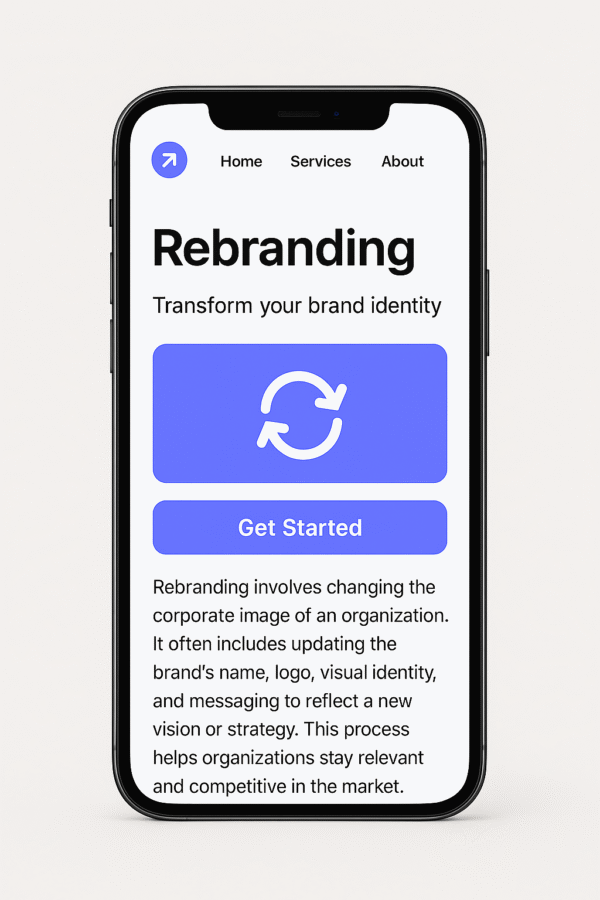 Home Services About
Rebranding
Transform your brand identity
Get Started
Rebranding involves changing the
corporate image of an organization.
It often includes updating the
brand’s name, logo, visual identity,
and messaging to reflect a new
vision or strategy. This process
helps organizations stay relevant
and competitive in the market.